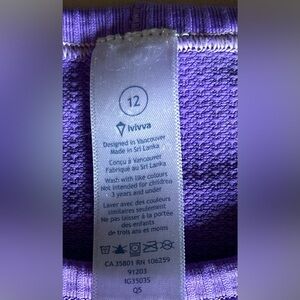 12
ivivva
Designed in Vancouver
Made in Sri Lanka
Conçu à Vancouver
Fabriqué au Sri Lanka
Wash with like colours
Not intended for children
3 years and under
Laver avec des couleurs
similaires seulement
Ne pas laisser à la portée
des enfants
de trois ans et moins
CA 35801 RN 106259
91203
IG35035
QS